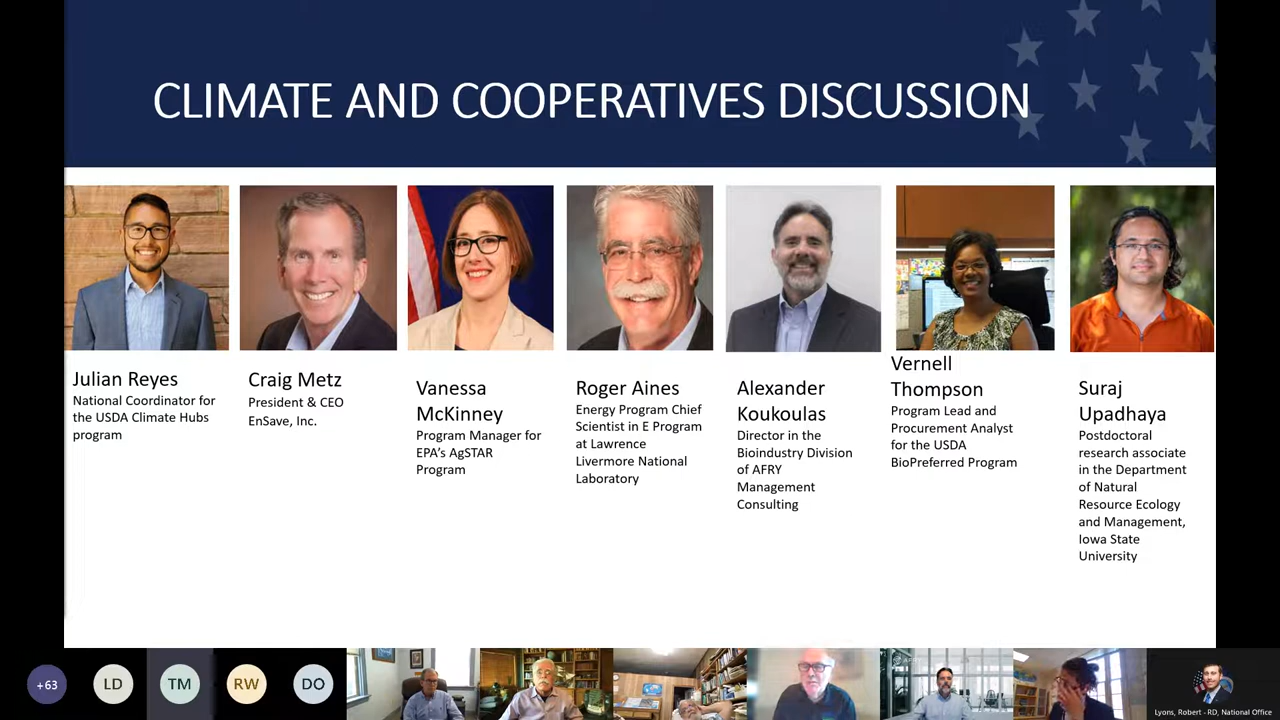 CLIMATE AND COOPERATIVES DISCUSSION
Julian Reyes
National Coordinator for
the USDA Climate Hubs
program
Craig Metz
President & CEO
EnSave, Inc.
Vanessa
McKinney
Program Manager for
EPA's AgSTAR
Program
Roger Aines
Energy Program Chief
Scientist in E Program
at Lawrence
Livermore National
Laboratory
Alexander
Koukoulas
Director in the
Bioindustry Division
of AFRY
Management
Consulting
Vernell
Thompson
Program Lead and
Procurement Analyst
for the USDA
BioPreferred Program
Suraj
Upadhaya
Postdoctoral
research associate
in the Department
of Natural
Resource Ecology
and Management,
Iowa State
University
+63
LD
TM
RW
DO
AFRY
Lyons, Robert - RD, National Office